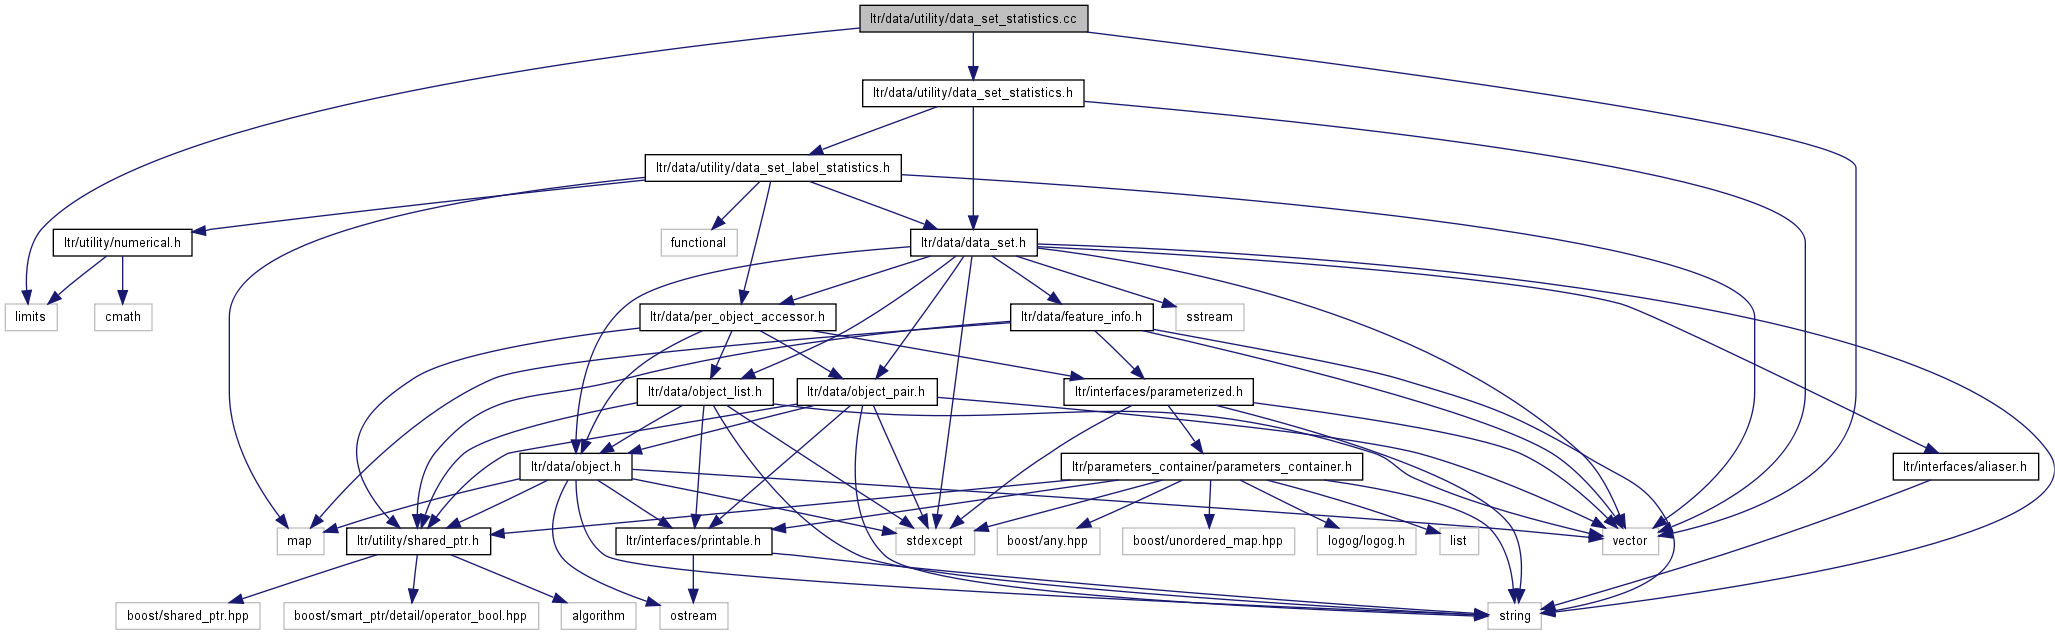 ltr/data/utility/data_set_statistics.cc
ltr/data/utility/data_set_statistics.h
ltr/data/utility/data_set_label_statistics.h
ltr/utility/numerical.h
functional
ltr/data/data_set.h
limits
cmath
ltr/data/per_object_accessor.h
ltr/data/feature_info.h
sstream
ltr/data/object_list.h
ltr/data/object_pair.h
ltr/interfaces/parameterized.h
ltr/data/object.h
ltr/parameters_container/parameters_container.h
ltr/interfaces/aliaser.h
map
ltr/utility/shared_ptr.h
ltr/interfaces/printable.h
stdexcept
boost/any.hpp
boost/unordered_map.hpp
logog/logog.h
list
vector
boost/shared_ptr.hpp
boost/smart_ptr/detail/operator_bool.hpp
algorithm
ostream
string